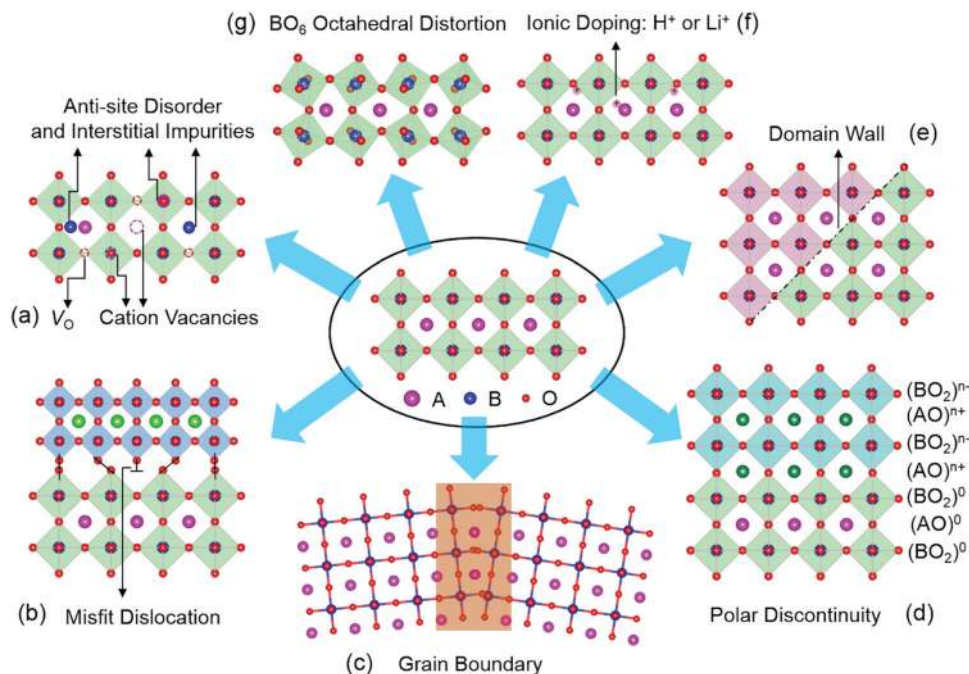 (g) BO₆ Octahedral Distortion
Ionic Doping: H⁺ or Li⁺ (f)
Anti-site Disorder
and Interstitial Impurities
Domain Wall (e)
(a) V_O Cation Vacancies
A B O
(BO₂)ⁿ⁻
(AO)ⁿ⁺
(BO₂)ⁿ⁻
(AO)ⁿ⁺
(BO₂)⁰
(AO)⁰
(BO₂)⁰
(b) Misfit Dislocation
Polar Discontinuity (d)
(c) Grain Boundary